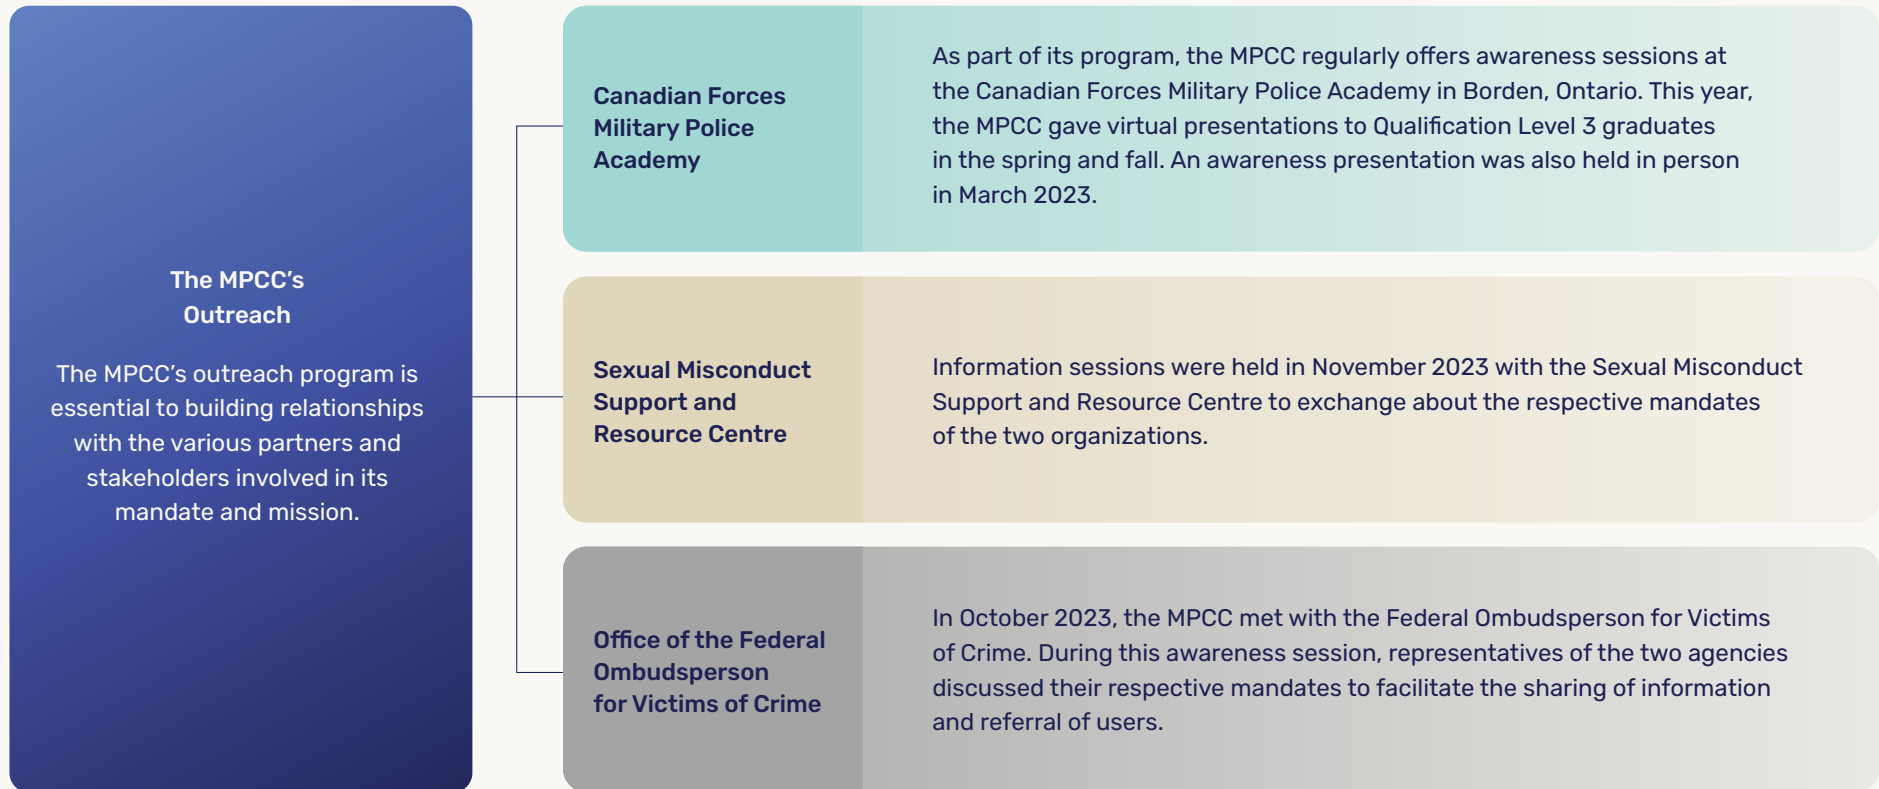 The MPCC’s
Outreach
The MPCC’s outreach program is
essential to building relationships
with the various partners and
stakeholders involved in its
mandate and mission.
Canadian Forces
Military Police
Academy
As part of its program, the MPCC regularly offers awareness sessions at
the Canadian Forces Military Police Academy in Borden, Ontario. This year,
the MPCC gave virtual presentations to Qualification Level 3 graduates
in the spring and fall. An awareness presentation was also held in person
in March 2023.
Sexual Misconduct
Support and
Resource Centre
Information sessions were held in November 2023 with the Sexual Misconduct
Support and Resource Centre to exchange about the respective mandates
of the two organizations.
Office of the Federal
Ombudsperson
for Victims of Crime
In October 2023, the MPCC met with the Federal Ombudsperson for Victims
of Crime. During this awareness session, representatives of the two agencies
discussed their respective mandates to facilitate the sharing of information
and referral of users.